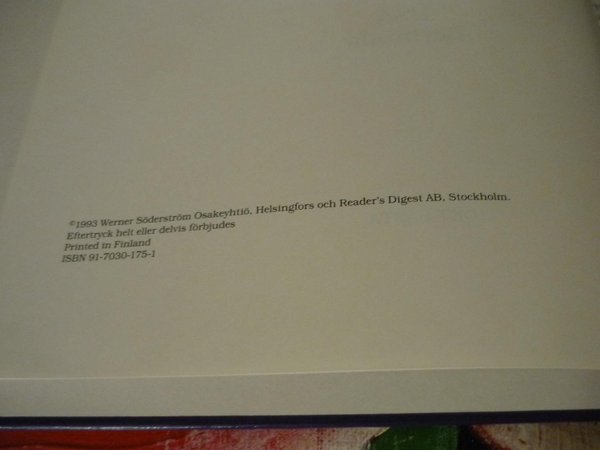 ©1993 Werner Söderström Osakeyhtiö, Helsingfors och Reader's Digest AB, Stockholm.
Eftertryck helt eller delvis förbjudes
Printed in Finland
ISBN 91-7030-175-1